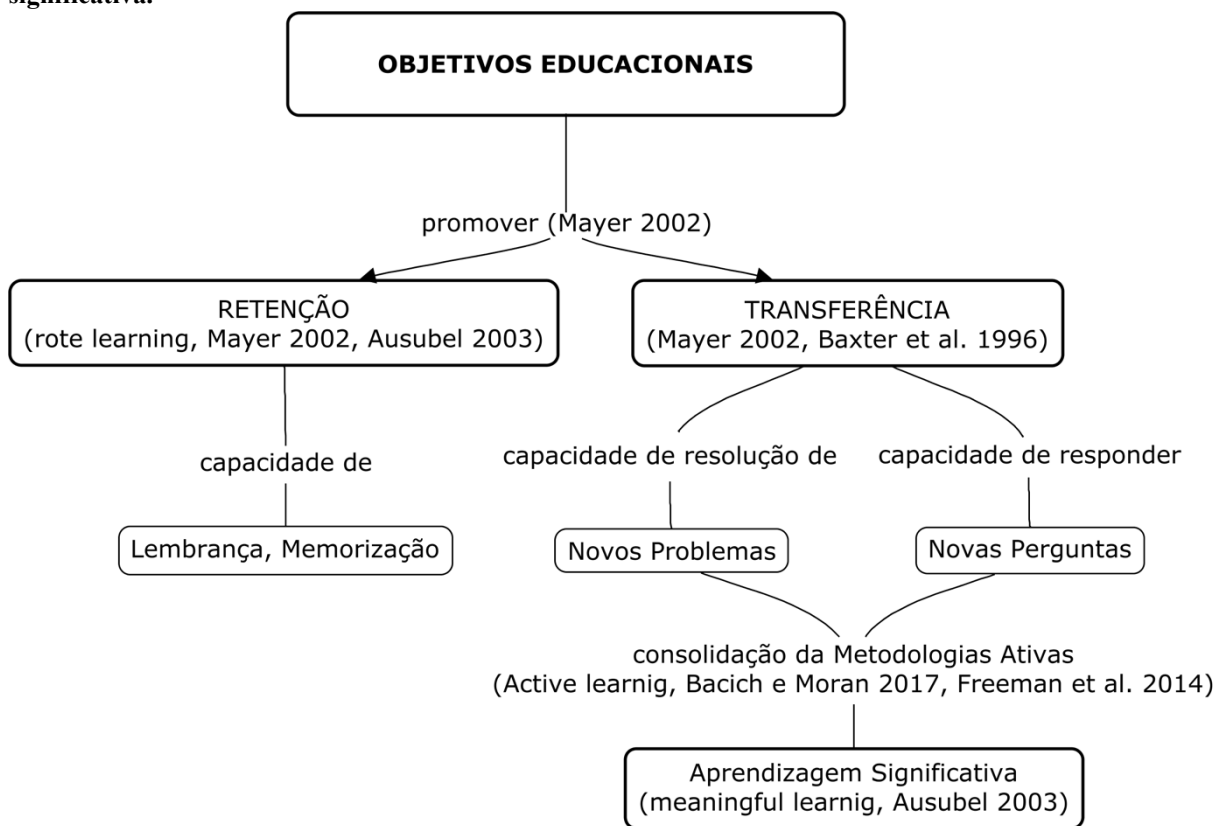 significativa.
OBJETIVOS EDUCACIONAIS
promover (Mayer 2002)
RETENÇÃO
(rote learning, Mayer 2002, Ausubel 2003)
TRANSFERÊNCIA
(Mayer 2002, Baxter et al. 1996)
capacidade de
capacidade de resolução de
capacidade de responder
Lembrança, Memorização
Novos Problemas
Novas Perguntas
consolidação da Metodologias Ativas
(Active learnig, Bacich e Moran 2017, Freeman et al. 2014)
Aprendizagem Significativa
(meaningful learnig, Ausubel 2003)